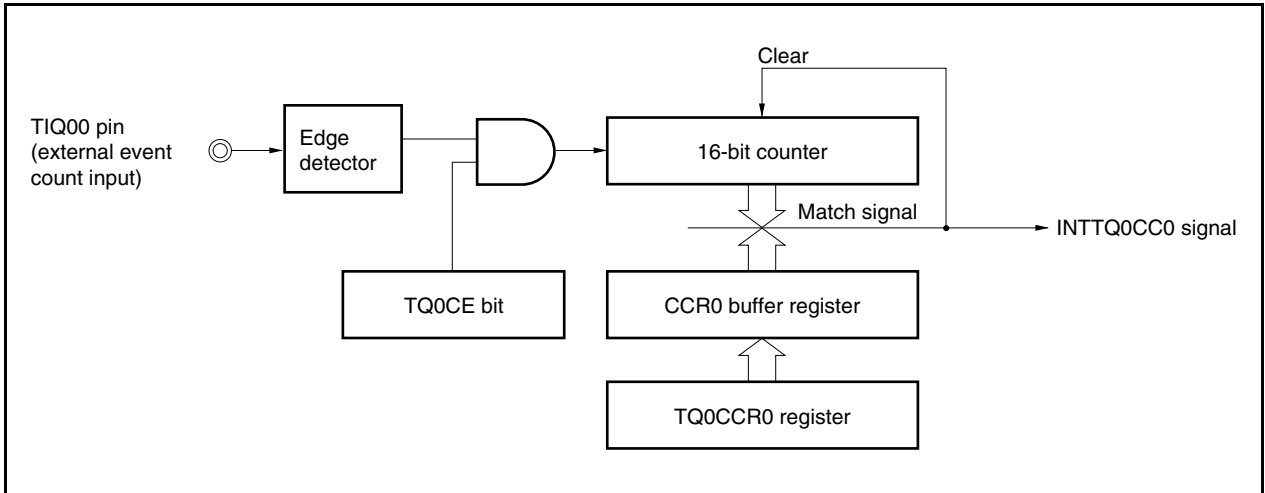 Clear
TIQ00 pin
(external event
count input)
Edge
detector
16-bit counter
Match signal
INTTQ0CC0 signal
TQ0CE bit
CCR0 buffer register
TQ0CCR0 register